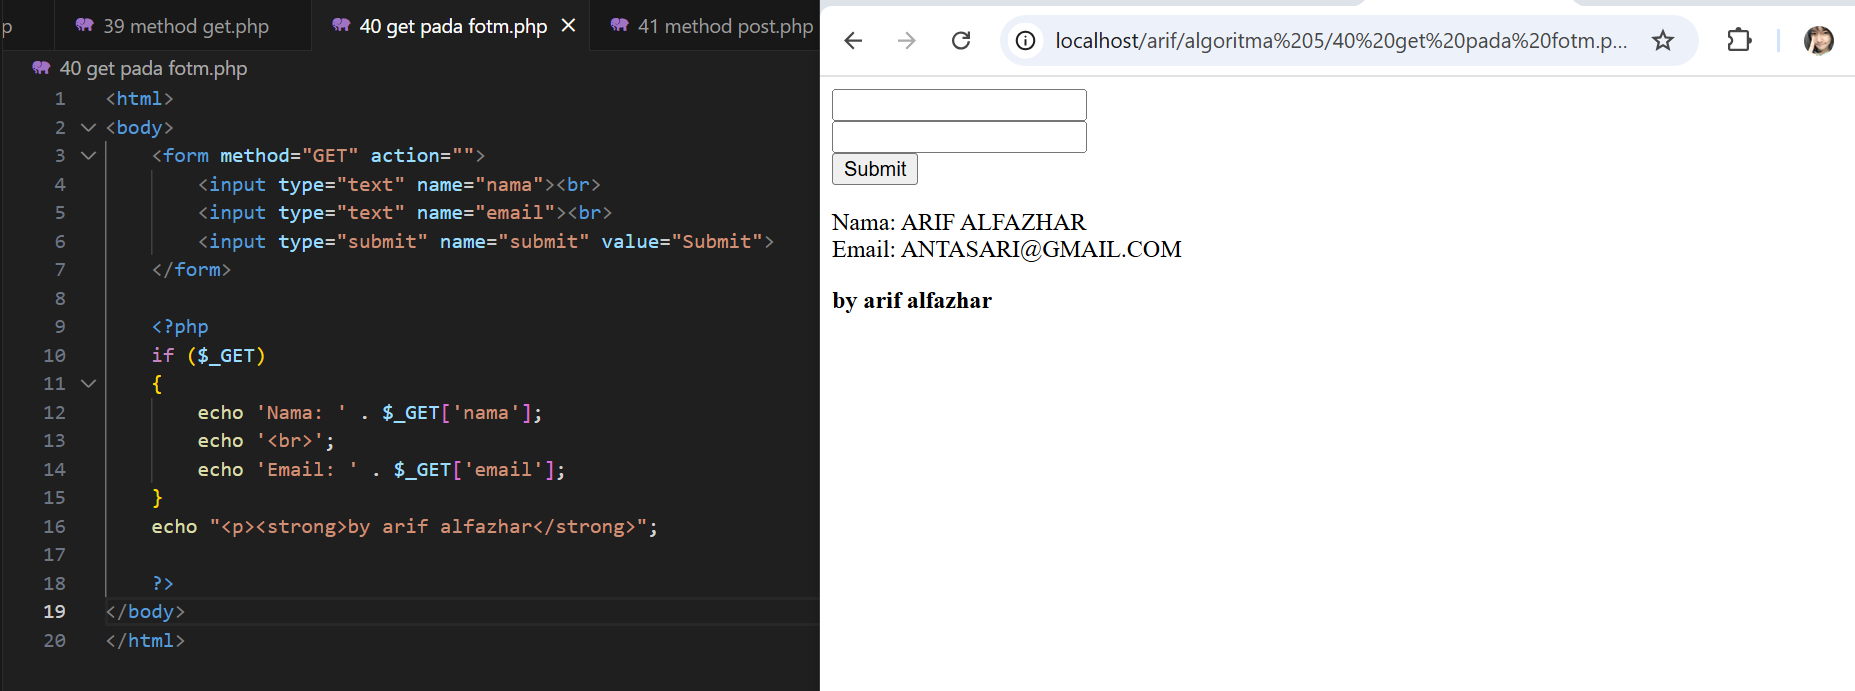 p
39 method get.php
40 get pada fotm.php
41 method post.php
40 get pada fotm.php
1 <html>
2 <body>
3 <form method="GET" action="">
4 <input type="text" name="nama"><br>
5 <input type="text" name="email"><br>
6 <input type="submit" name="submit" value="Submit">
7 </form>
8
9 <?php
10 if ($_GET)
11 {
12 echo 'Nama: ' . $_GET['nama'];
13 echo '<br>';
14 echo 'Email: ' . $_GET['email'];
15 }
16 echo "<p><strong>by arif alfazhar</strong>";
17
18 ?>
19 </body>
20 </html>
localhost/arif/algoritma%205/40%20get%20pada%20fotm.p...
Submit
Nama: ARIF ALFAZHAR
Email: ANTASARI@GMAIL.COM
by arif alfazhar